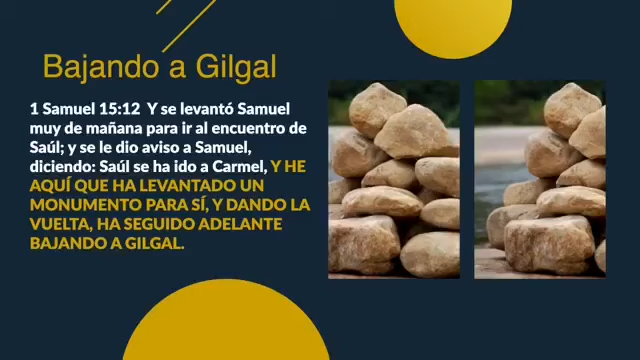 Bajando a Gilgal
1 Samuel 15:12  Y se levantó Samuel
muy de mañana para ir al encuentro de
Saúl; y se le dio aviso a Samuel,
diciendo: Saúl se ha ido a Carmel, Y HE
AQUÍ QUE HA LEVANTADO UN
MONUMENTO PARA SÍ, Y DANDO LA
VUELTA, HA SEGUIDO ADELANTE
BAJANDO A GILGAL.